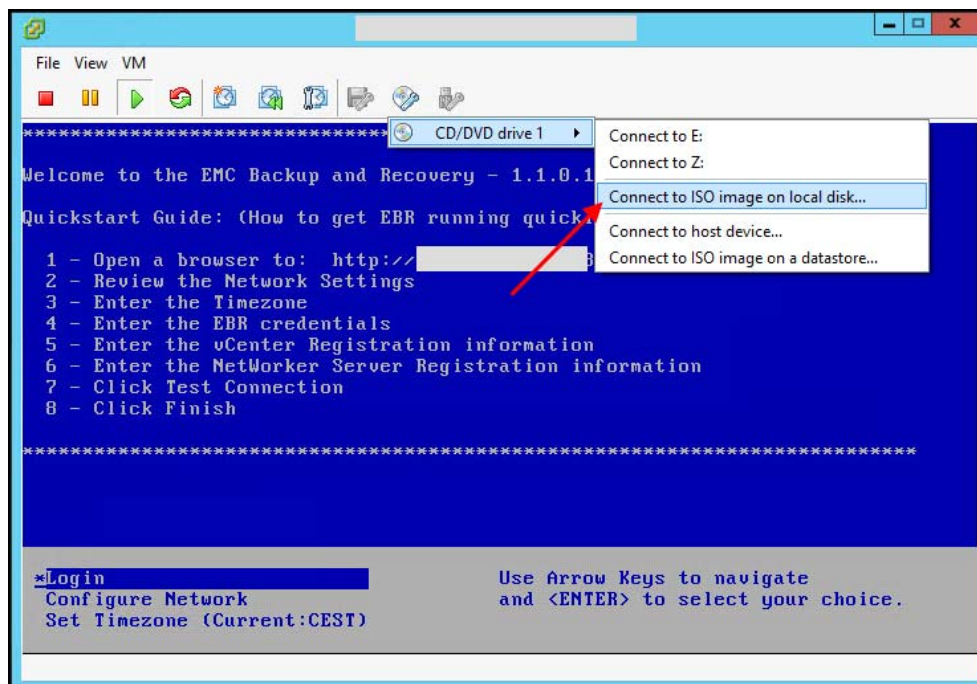 File View VM
CD/DVD drive 1
Connect to E:
Connect to Z:
Connect to ISO image on local disk...
Connect to host device...
Connect to ISO image on a datastore...
*******************************
Welcome to the EMC Backup and Recovery - 1.1.0.1
Quickstart Guide: (How to get EBR running quickl
1 - Open a browser to: http://
2 - Review the Network Settings
3 - Enter the Timezone
4 - Enter the EBR credentials
5 - Enter the vCenter Registration information
6 - Enter the NetWorker Server Registration information
7 - Click Test Connection
8 - Click Finish
***************************************************************************
*Login
Configure Network
Set Timezone (Current:CEST)
Use Arrow Keys to navigate
and <ENTER> to select your choice.